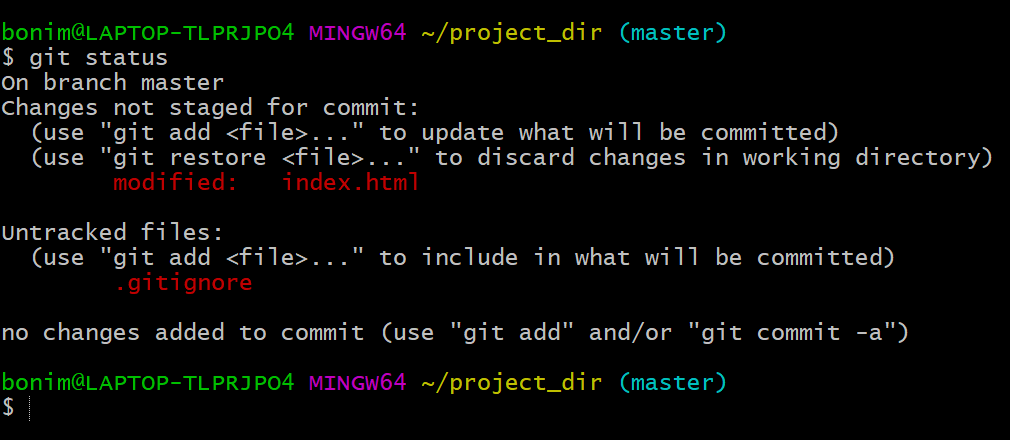 bonim@LAPTOP-TLPRJPO4 MINGW64 ~/project_dir (master)
$ git status
On branch master
Changes not staged for commit:
  (use "git add <file>..." to update what will be committed)
  (use "git restore <file>..." to discard changes in working directory)
        modified:   index.html

Untracked files:
  (use "git add <file>..." to include in what will be committed)
        .gitignore

no changes added to commit (use "git add" and/or "git commit -a")

bonim@LAPTOP-TLPRJPO4 MINGW64 ~/project_dir (master)
$